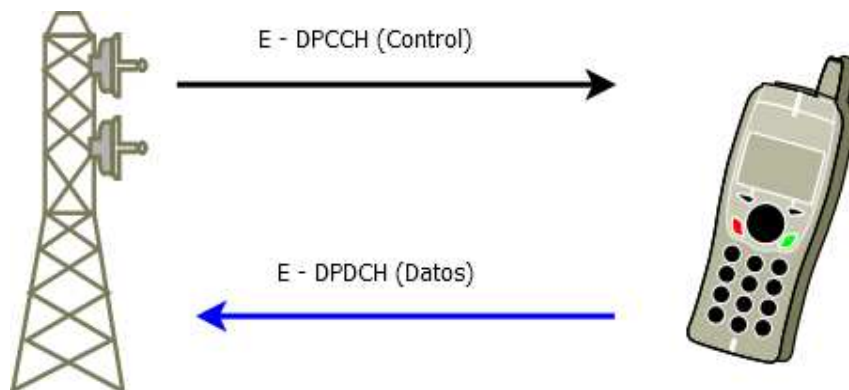 E - DPCCH (Control)
E - DPDCH (Datos)